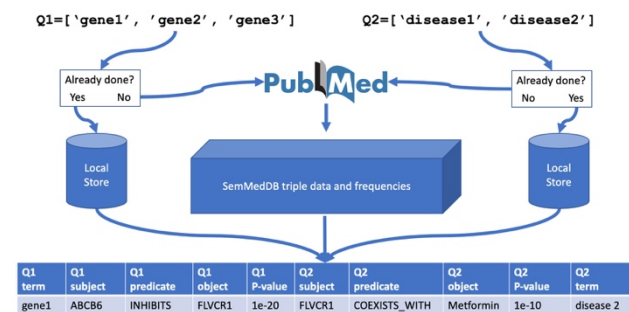 Q1=['gene1', 'gene2', 'gene3']
Q2=['disease1', 'disease2']
Already done?
Yes No
PubMed
Already done?
No Yes
Local
Store
SemMedDB triple data and frequencies
Local
Store
Q1 term Q1 subject Q1 predicate Q1 object Q1 P-value Q2 subject Q2 predicate Q2 object Q2 P-value Q2 term
gene1 ABCB6 INHIBITS FLVCR1 1e-20 FLVCR1 COEXISTS_WITH Metformin 1e-10 disease 2